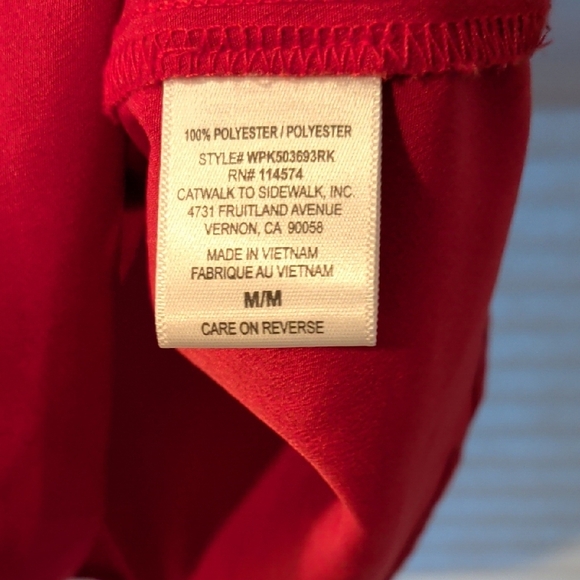 100% POLYESTER / POLYESTER
STYLE# WPK503693RK
RN# 114574
CATWALK TO SIDEWALK, INC.
4731 FRUITLAND AVENUE
VERNON, CA 90058
MADE IN VIETNAM
FABRIQUE AU VIETNAM
M/M
CARE ON REVERSE